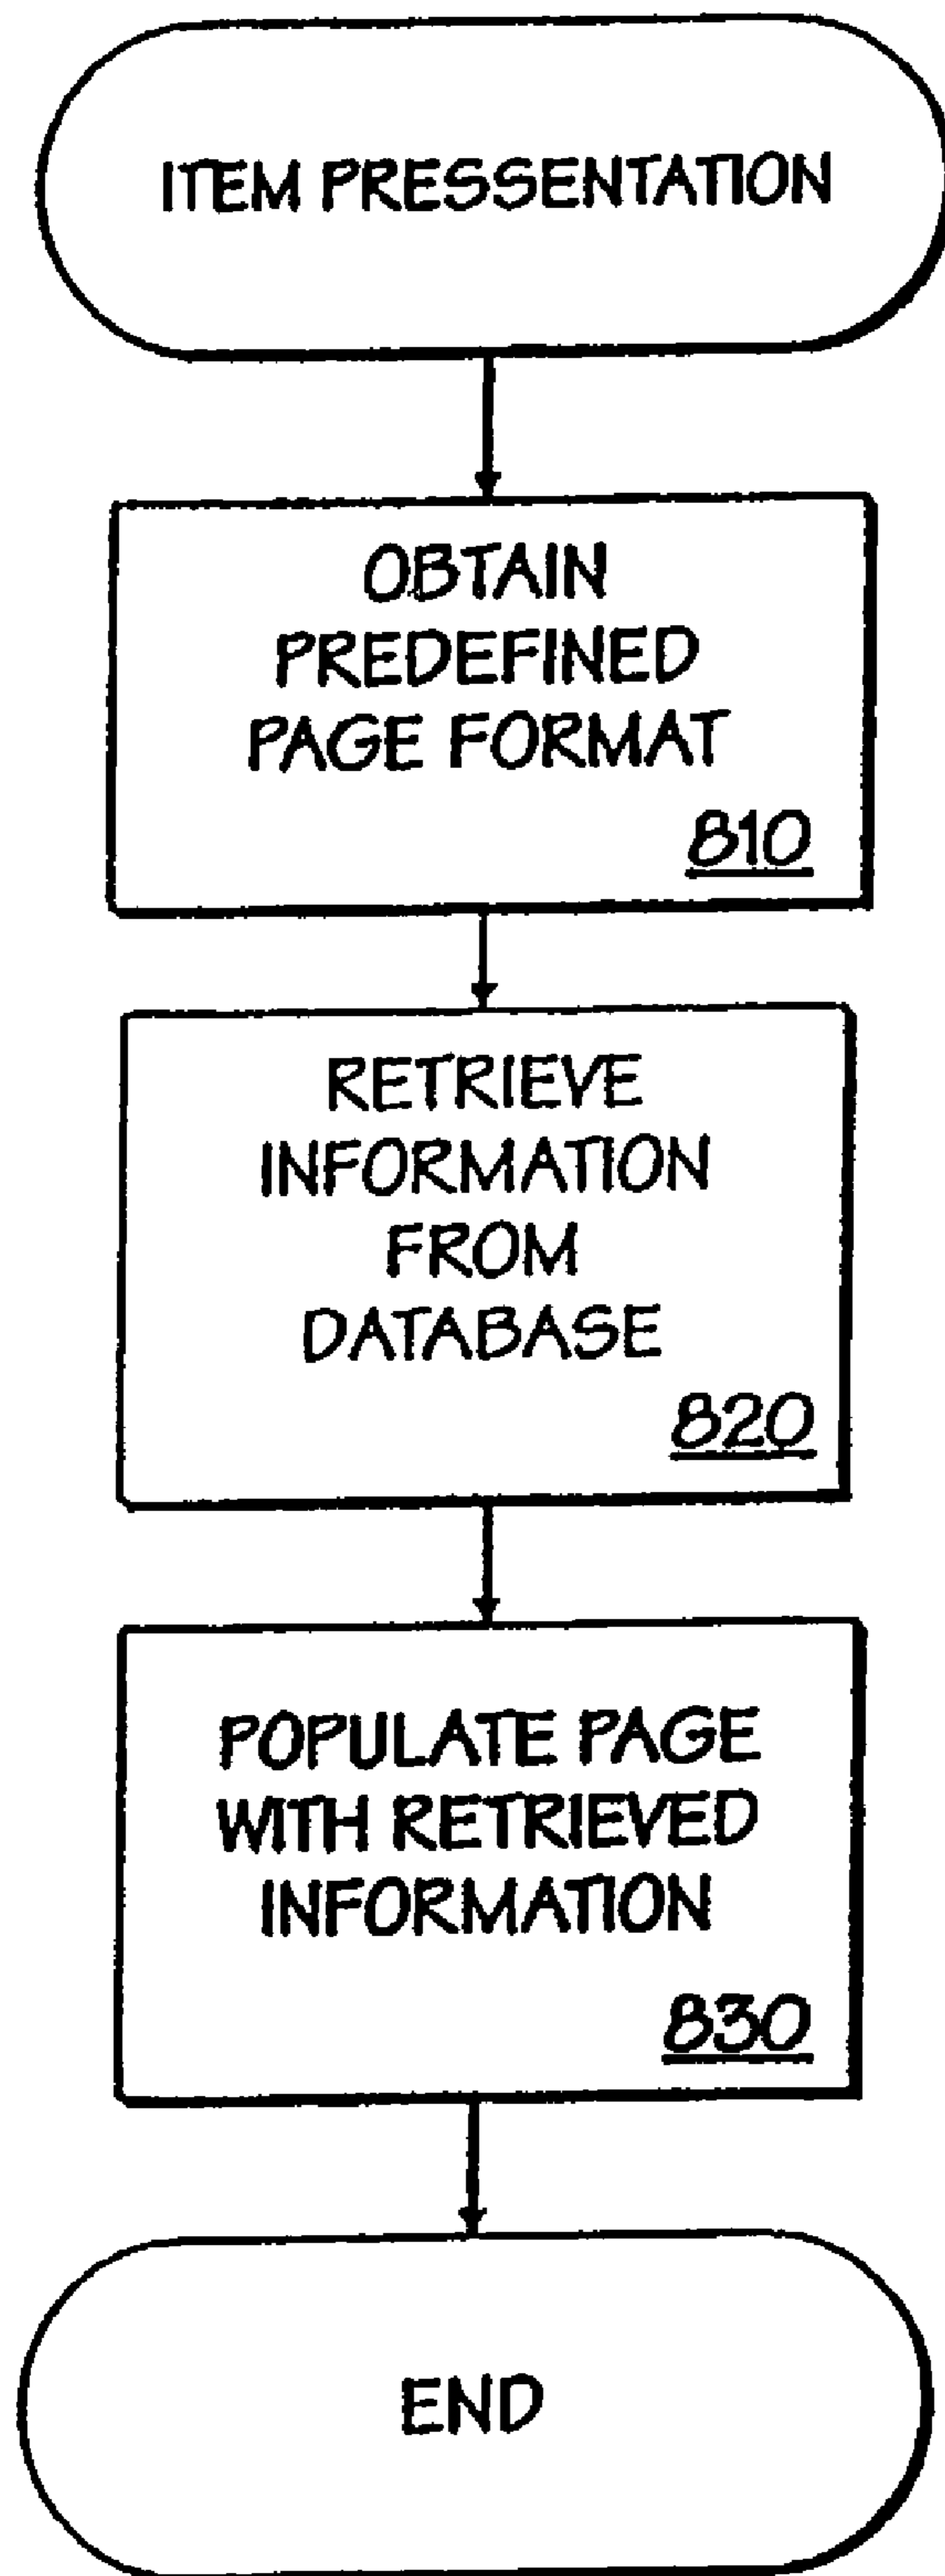 ITEM PRESSENTATION
OBTAIN
PREDEFINED
PAGE FORMAT
810
RETRIEVE
INFORMATION
FROM
DATABASE
820
POPULATE PAGE
WITH RETRIEVED
INFORMATION
830
END